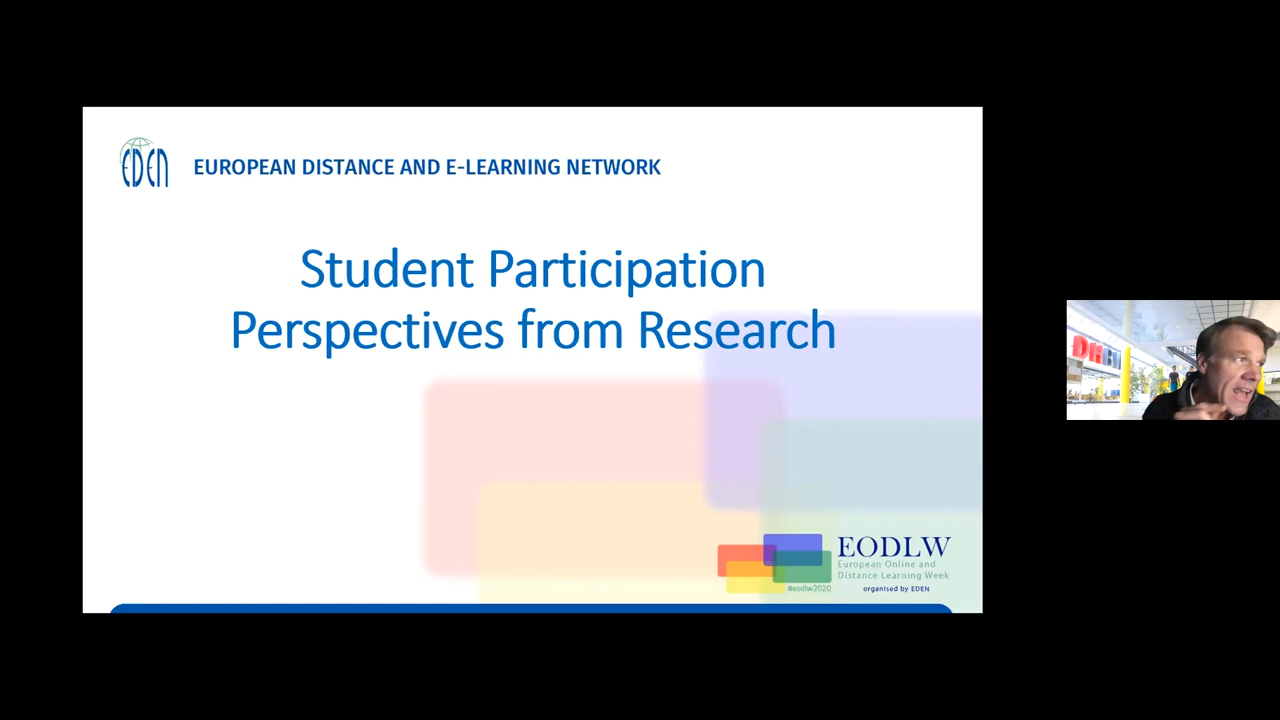 EDEN
EUROPEAN DISTANCE AND E-LEARNING NETWORK
Student Participation
Perspectives from Research
EODLW
European Online and
Distance Learning Week
#eodlw2020
organised by EDEN